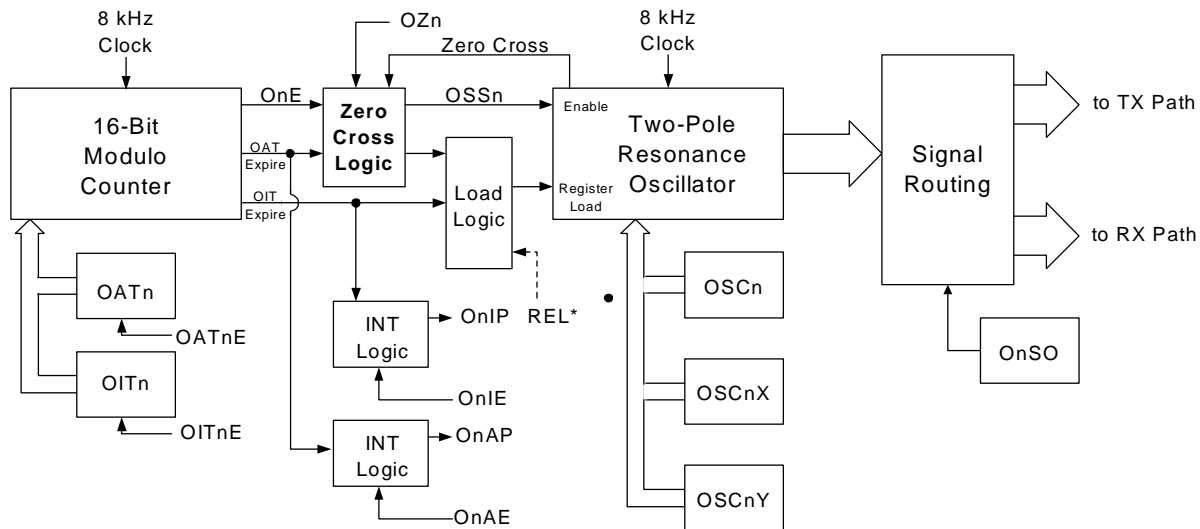 8 kHz
Clock
OZn
8 kHz
Clock
Zero Cross
16-Bit
Modulo
Counter
OnE
OAT
Expire
OIT
Expire
Zero
Cross
Logic
OSSn
Load
Logic
Enable
Two-Pole
Resonance
Oscillator
Register
Load
Signal
Routing
to TX Path
to RX Path
OATn
OATnE
OITn
OITnE
INT
Logic
OnIP
REL*
OnIE
INT
Logic
OnAP
OnAE
OSCn
OSCnX
OSCnY
OnSO